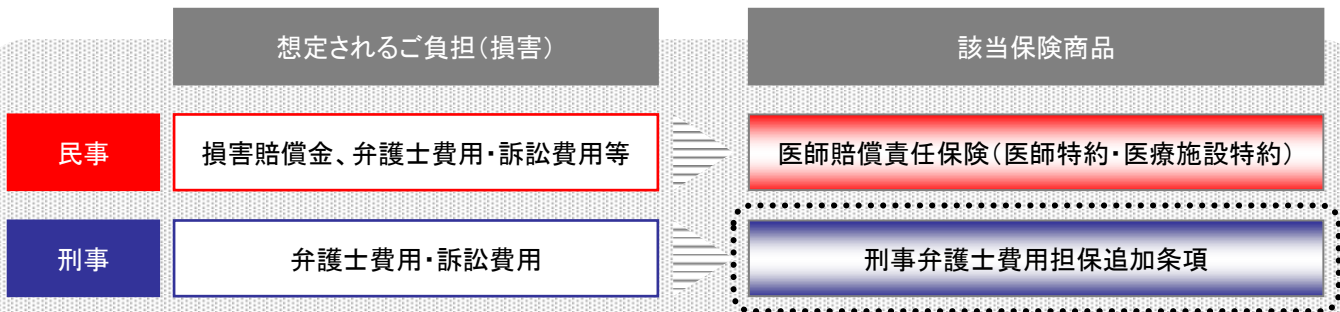 想定されるご負担(損害)
該当保険商品
民事
損害賠償金、弁護士費用・訴訟費用等
医師賠償責任保険(医師特約・医療施設特約)
刑事
弁護士費用・訴訟費用
刑事弁護士費用担保追加条項